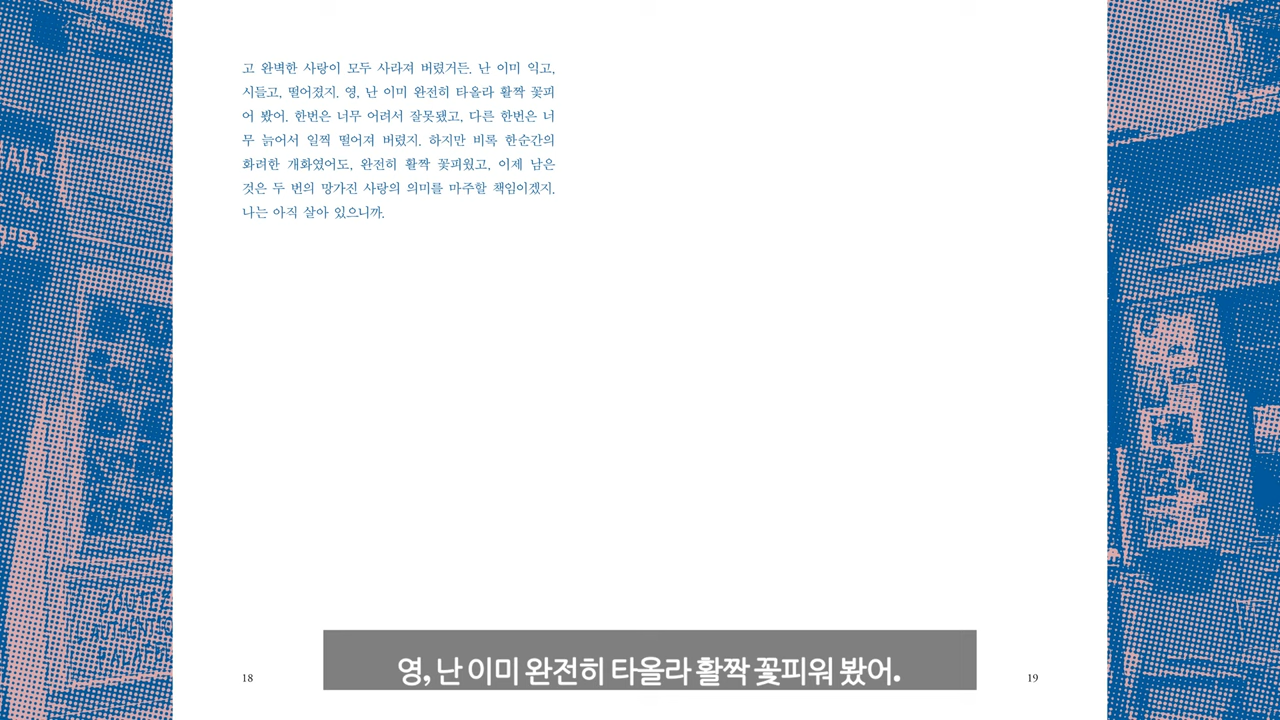 고 완벽한 사랑이 모두 사라져 버렸거든. 난 이미 익고,
시들고, 떨어졌지. 영, 난 이미 완전히 타올라 활짝 꽃피
어 봤어. 한번은 너무 어려서 잘못됐고, 다른 한번은 너
무 늙어서 일찍 떨어져 버렸지. 하지만 비록 한순간의
화려한 개화였어도, 완전히 활짝 꽃피웠고, 이제 남은
것은 두 번의 망가진 사랑의 의미를 마주할 책임이겠지.
나는 아직 살아 있으니까.
18
19
영, 난 이미 완전히 타올라 활짝 꽃피워 봤어.